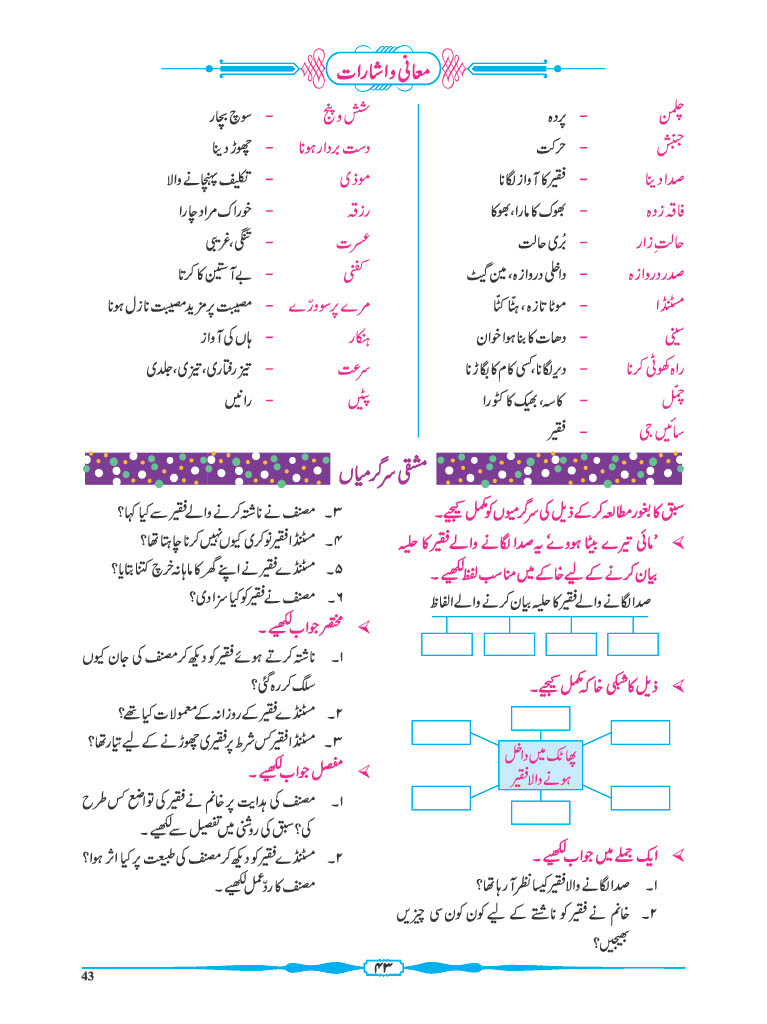 معانی و اشارات
چلمن - پردہ
جنبش - حرکت
صدا دینا - فقیر کا آواز لگانا
فاقہ زدہ - بھوک کا مارا، بھوکا
حالتِ زار - بُری حالت
صدر دروازہ - داخلی دروازہ، مین گیٹ
مسٹنڈا - موٹا تازہ، ہٹّا کٹّا
سینی - دھات کا بنا ہوا خوان
راہ کھوٹی کرنا - دیر لگانا، کسی کام کا بگاڑنا
چمّل - کاسہ، بھیک کا کٹورا
سائیں جی - فقیر
شش و پنج - سوچ بچار
دست بردار ہونا - چھوڑ دینا
موذی - تکلیف پہنچانے والا
رزقہ - خوراک مراد چارا
عسرت - تنگی، غریبی
کفنی - بے آستین کا کرتا
مرے پر سو درّے - مصیبت پر مزید مصیبت نازل ہونا
ہنکار - ہاں کی آواز
سرعت - تیز رفتاری، تیزی، جلدی
پٹیں - رانیں
مشقی سرگرمیاں
سبق کا بغور مطالعہ کر کے ذیل کی سرگرمیوں کو مکمل کیجیے۔
'مائی تیرے بیٹا ہووئے' یہ صدا لگانے والے فقیر کا حلیہ
بیان کرنے کے لیے خاکے میں مناسب لفظ لکھیے۔
صدا لگانے والے فقیر کا حلیہ بیان کرنے والے الفاظ
ذیل کا شبکی خاکہ مکمل کیجیے۔
پھاٹک میں داخل
ہونے والا فقیر
ایک جملے میں جواب لکھیے۔
۱۔ صدا لگانے والا فقیر کیسا نظر آ رہا تھا؟
۲۔ خانم نے فقیر کو ناشتے کے لیے کون کون سی چیزیں
بھیجیں؟
۳۔ مصنف نے ناشتہ کرنے والے فقیر سے کیا کہا؟
۴۔ مسٹنڈا فقیر نوکری کیوں نہیں کرنا چاہتا تھا؟
۵۔ مسٹنڈے فقیر نے اپنے گھر کا ماہانہ خرچ کتنا بتایا؟
۶۔ مصنف نے فقیر کو کیا سزا دی؟
مختصر جواب لکھیے۔
۱۔ ناشتہ کرتے ہوئے فقیر کو دیکھ کر مصنف کی جان کیوں
سلگ کر رہ گئی؟
۲۔ مسٹنڈے فقیر کے روزانہ کے معمولات کیا تھے؟
۳۔ مسٹنڈا فقیر کس شرط پر فقیری چھوڑنے کے لیے تیار تھا؟
مفصل جواب لکھیے۔
۱۔ مصنف کی ہدایت پر خانم نے فقیر کی تواضع کس طرح
کی؟ سبق کی روشنی میں تفصیل سے لکھیے۔
۲۔ مسٹنڈے فقیر کو دیکھ کر مصنف کی طبیعت پر کیا اثر ہوا؟
مصنف کا ردِّ عمل لکھیے۔
۴۳
43